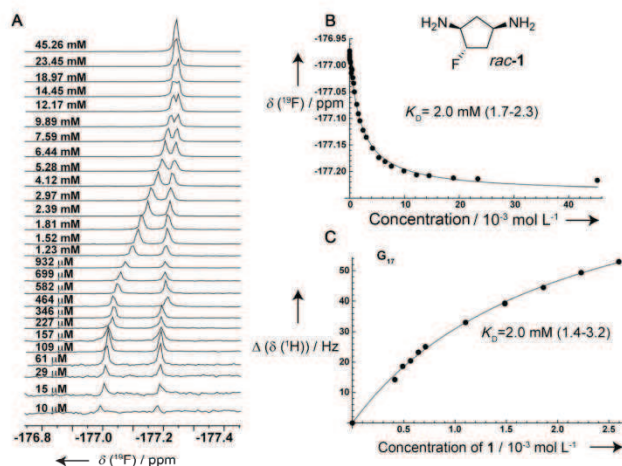 A
45.26 mM
23.45 mM
18.97 mM
14.45 mM
12.17 mM
9.89 mM
7.59 mM
6.44 mM
5.28 mM
4.12 mM
2.97 mM
2.39 mM
1.81 mM
1.52 mM
1.23 mM
932 µM
699 µM
582 µM
464 µM
346 µM
227 µM
157 µM
109 µM
61 µM
29 µM
15 µM
10 µM
-176.8 -177.0 -177.2 -177.4
← δ (¹⁹F) / ppm
B
H₂N NH₂
F rac-1
δ (¹⁹F) / ppm
-176.95
-177.00
-177.05
-177.10
-177.15
-177.20
K_D= 2.0 mM (1.7-2.3)
0 10 20 30 40
Concentration / 10⁻³ mol L⁻¹ →
C
G₁₇
Δ (δ (¹H)) / Hz
50
40
30
20
10
K_D=2.0 mM (1.4-3.2)
0.5 1.0 1.5 2.0 2.5
Concentration of 1 / 10⁻³ mol L⁻¹